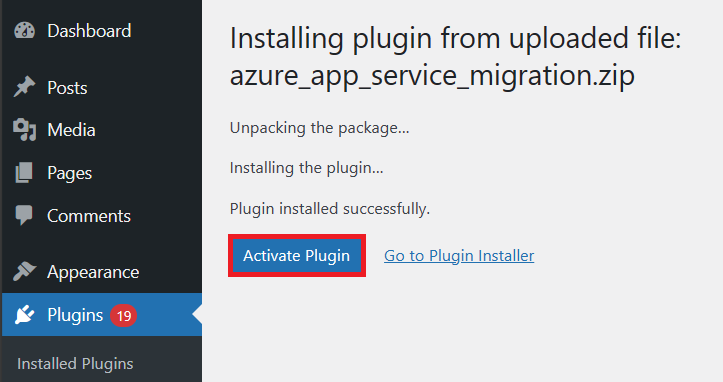 Dashboard
Posts
Media
Pages
Comments
Appearance
Plugins 19
Installed Plugins
Installing plugin from uploaded file:
azure_app_service_migration.zip
Unpacking the package…
Installing the plugin…
Plugin installed successfully.
Activate Plugin Go to Plugin Installer